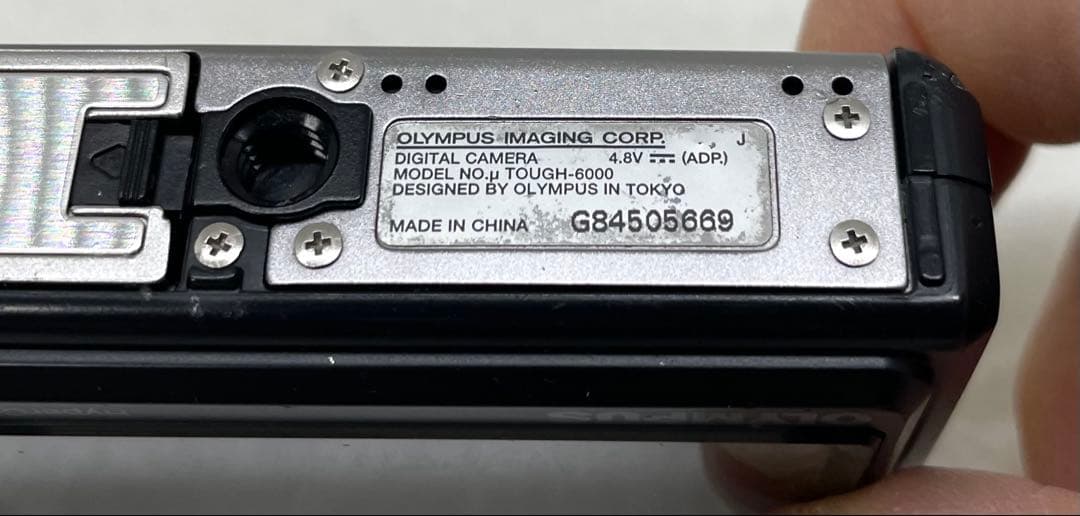 OLYMPUS IMAGING CORP. J
DIGITAL CAMERA 4.8V ⎓ (ADP.)
MODEL NO.μ TOUGH-6000
DESIGNED BY OLYMPUS IN TOKYO
MADE IN CHINA G84505669
OLYMPUS